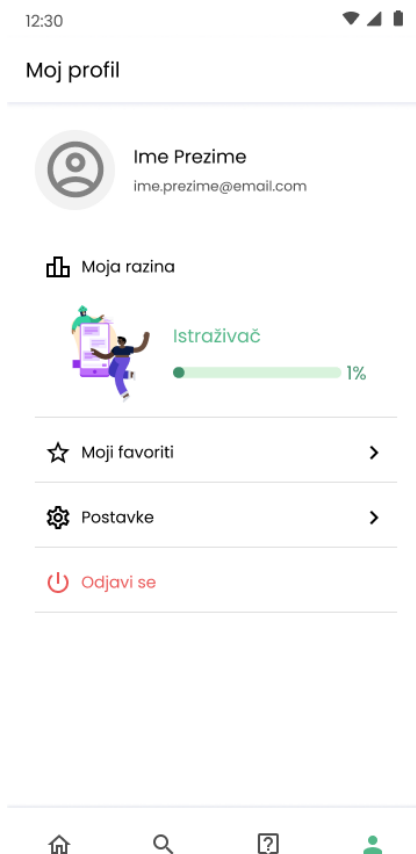 12:30
Moj profil
Ime Prezime
ime.prezime@email.com
Moja razina
Istraživač
1%
Moji favoriti
Postavke
Odjavi se